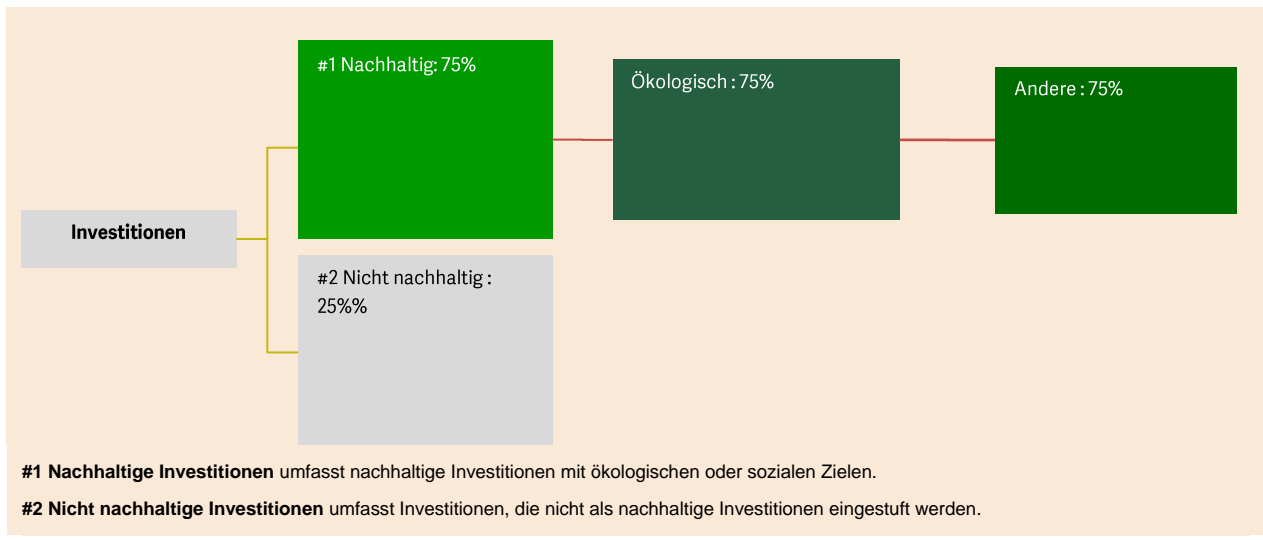 #1 Nachhaltig: 75%
Ökologisch : 75%
Andere : 75%
Investitionen
#2 Nicht nachhaltig :
25%%
#1 Nachhaltige Investitionen umfasst nachhaltige Investitionen mit ökologischen oder sozialen Zielen.
#2 Nicht nachhaltige Investitionen umfasst Investitionen, die nicht als nachhaltige Investitionen eingestuft werden.